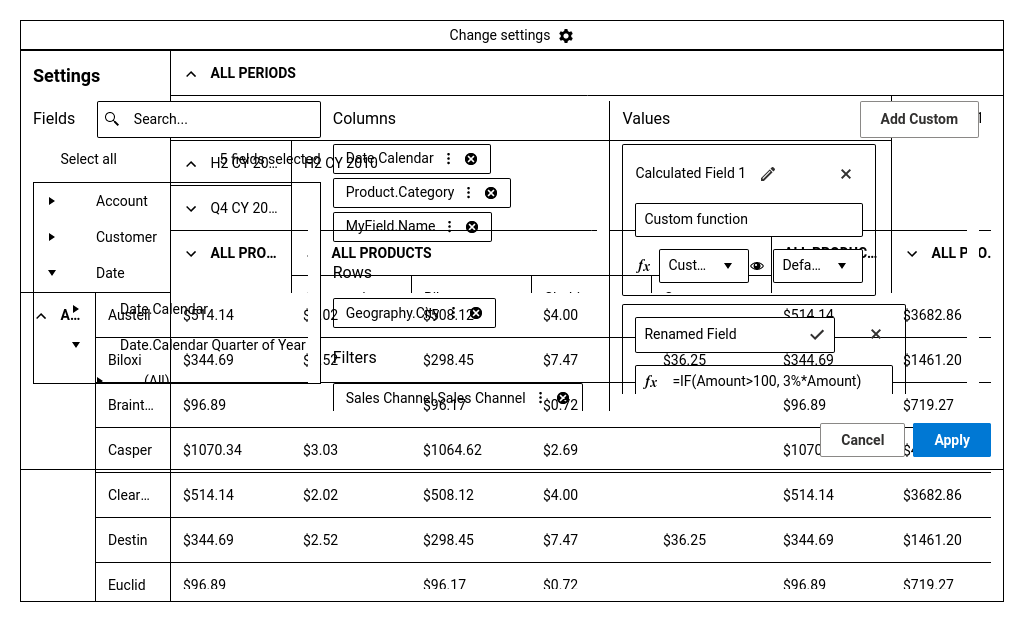 Change settings
Settings
ALL PERIODS
Fields
Search...
Columns
Values
Add Custom
1
Select all
5 fields selected
H2 CY 20...
H2 CY 2010
Date.Calendar
Calculated Field 1
Product.Category
Account
Q4 CY 20...
MyField.Name
Custom function
Customer
ALL PRO...
ALL PRODUCTS
ALL PRODUC...
ALL P
O.
Date
Rows
fx
Cust...
Defa...
A...
Austell
Date.Calendar
$514.14
$
02
Geography.City
$508.12
$4.00
$514.14
$3682.86
Date.Calendar Quarter of Year
Renamed Field
Biloxi
$344.69
$
52
Filters
$298.45
$7.47
$36.25
$344.69
$1461.20
(All)
fx
=IF(Amount>100, 3%*Amount)
Sales Channel.Sales Channel
Braint...
$96.89
$96.17
$0.72
$96.89
$719.27
Cancel
Apply
Casper
$1070.34
$3.03
$1064.62
$2.69
$1070
Clear...
$514.14
$2.02
$508.12
$4.00
$514.14
$3682.86
Destin
$344.69
$2.52
$298.45
$7.47
$36.25
$344.69
$1461.20
Euclid
$96.89
$96.17
$0.72
$96.89
$719.27